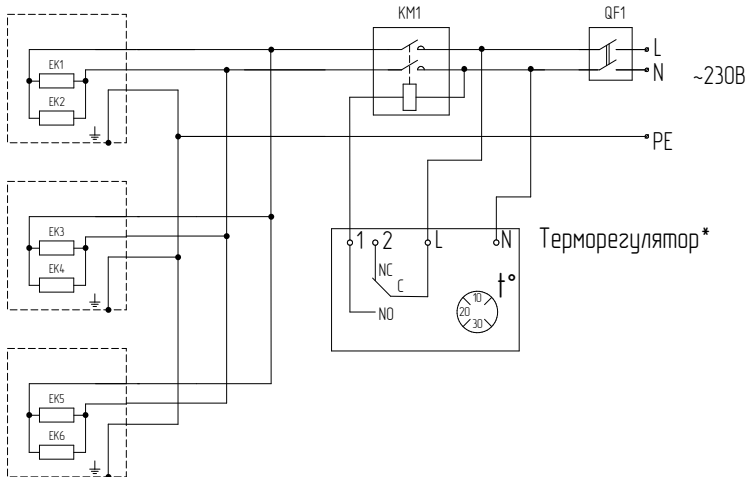 KM1
QF1
L
N
~230В
PE
EK1
EK2
EK3
EK4
EK5
EK6
1
2
L
N
Терморегулятор*
NC
C
NO
t°
10
20
30